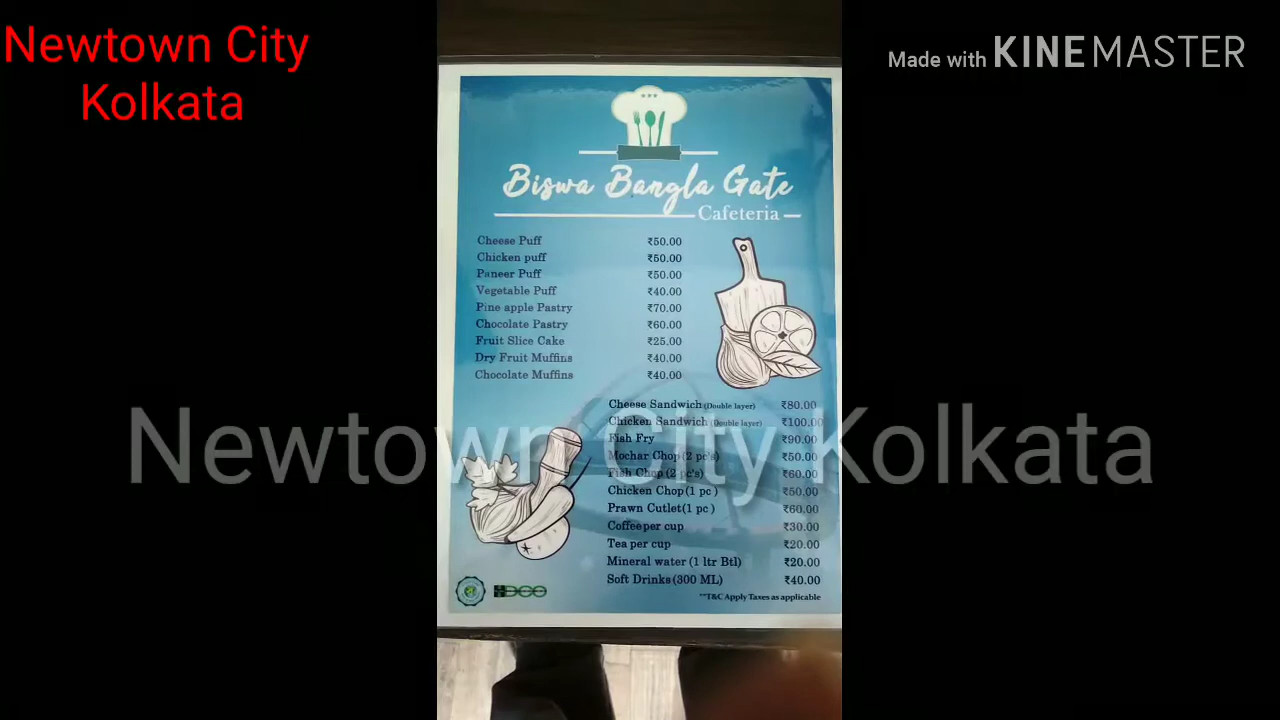 Newtown City
Kolkata
Made with KINEMASTER
Biswa Bangla Gate
Cafeteria
Cheese Puff ₹50.00
Chicken puff ₹50.00
Paneer Puff ₹50.00
Vegetable Puff ₹40.00
Pine apple Pastry ₹70.00
Chocolate Pastry ₹60.00
Fruit Slice Cake ₹25.00
Dry Fruit Muffins ₹40.00
Chocolate Muffins ₹40.00
Cheese Sandwich (Double layer) ₹80.00
Chicken Sandwich (Double layer) ₹100.00
Fish Fry ₹90.00
Mochar Chop (2 pc's) ₹50.00
Fish Chop (2 pc's) ₹60.00
Chicken Chop (1 pc ) ₹50.00
Prawn Cutlet (1 pc ) ₹60.00
Coffee per cup ₹30.00
Tea per cup ₹20.00
Mineral water (1 ltr Btl) ₹20.00
Soft Drinks (300 ML) ₹40.00
**T&C Apply Taxes as applicable
Newtown City Kolkata